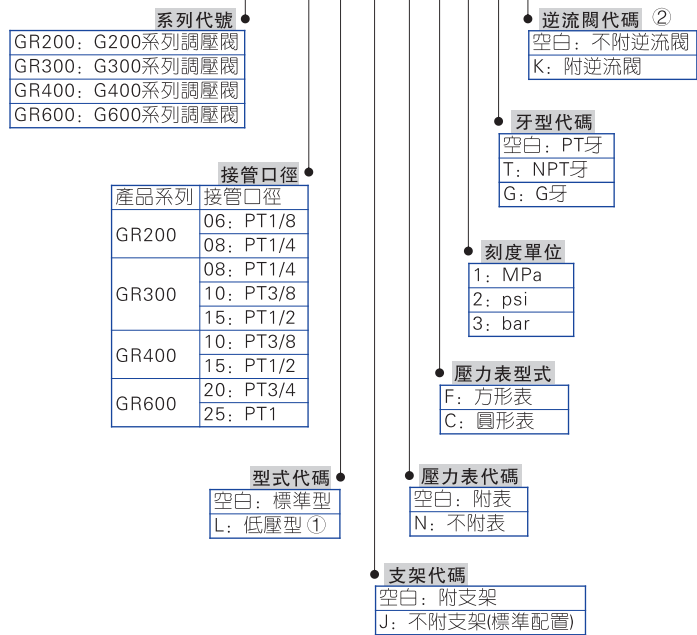 系列代號
GR200：G200系列調壓閥
GR300：G300系列調壓閥
GR400：G400系列調壓閥
GR600：G600系列調壓閥
逆流閥代碼 ②
空白：不附逆流閥
K：附逆流閥
牙型代碼
空白：PT牙
T：NPT牙
G：G牙
接管口徑
產品系列 接管口徑
GR200
06：PT1/8
08：PT1/4
GR300
08：PT1/4
10：PT3/8
15：PT1/2
GR400
10：PT3/8
15：PT1/2
GR600
20：PT3/4
25：PT1
刻度單位
1：MPa
2：psi
3：bar
壓力表型式
F：方形表
C：圓形表
型式代碼
空白：標準型
L：低壓型①
壓力表代碼
空白：附表
N：不附表
支架代碼
空白：附支架
J：不附支架(標準配置)